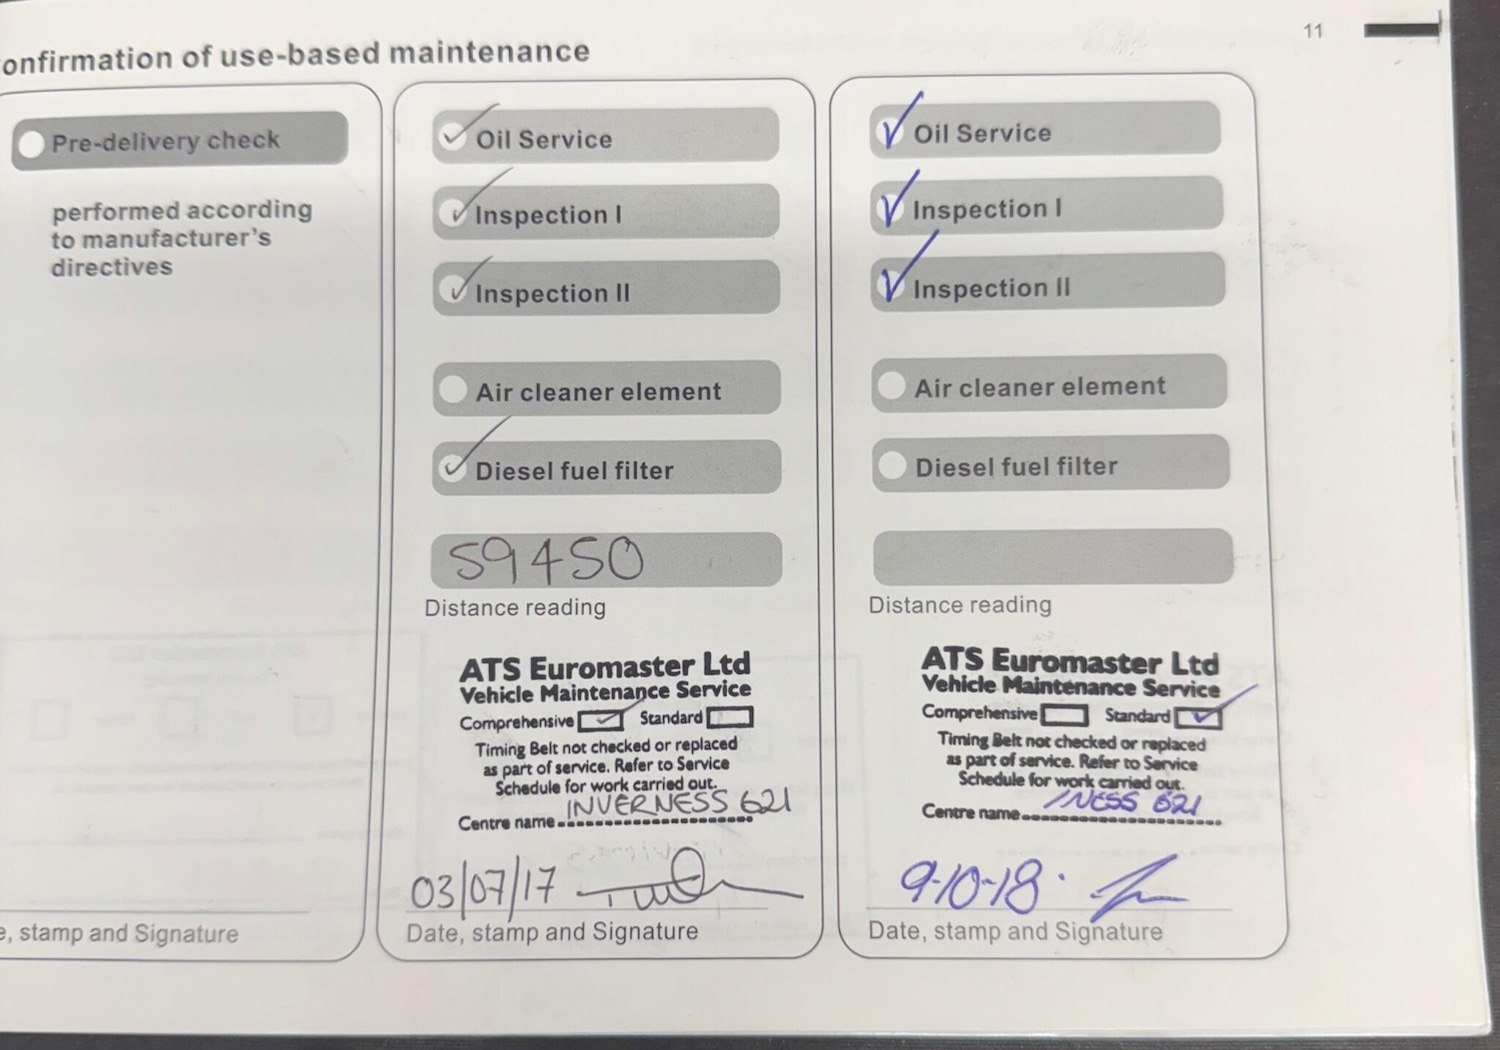 11
onfirmation of use-based maintenance
Pre-delivery check
performed according
to manufacturer's
directives
e, stamp and Signature
Oil Service
Inspection I
Inspection II
Air cleaner element
Diesel fuel filter
59450
Distance reading
ATS Euromaster Ltd
Vehicle Maintenance Service
Comprehensive Standard
Timing Belt not checked or replaced
as part of service. Refer to Service
Schedule for work carried out.
Centre name INVERNESS 621
03/07/17
Date, stamp and Signature
Oil Service
Inspection I
Inspection II
Air cleaner element
Diesel fuel filter
Distance reading
ATS Euromaster Ltd
Vehicle Maintenance Service
Comprehensive Standard
Timing Belt not checked or replaced
as part of service. Refer to Service
Schedule for work carried out.
Centre name I/NESS 621
9-10-18
Date, stamp and Signature